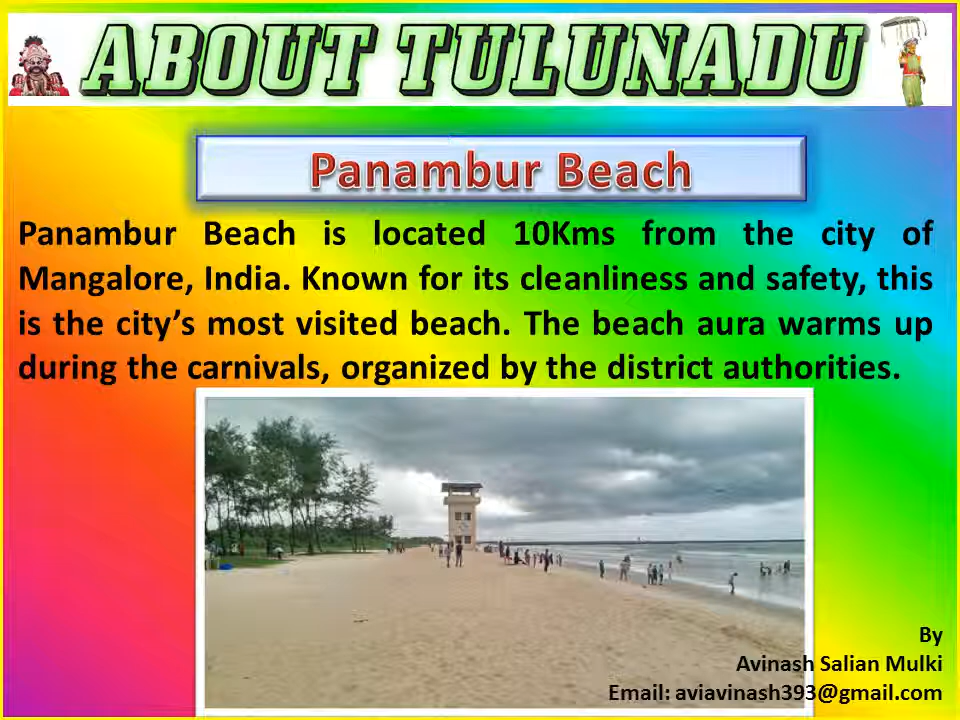 ABOUT TULUNADU
Panambur Beach
Panambur Beach is located 10Kms from the city of
Mangalore, India. Known for its cleanliness and safety, this
is the city’s most visited beach. The beach aura warms up
during the carnivals, organized by the district authorities.
By
Avinash Salian Mulki
Email: aviavinash393@gmail.com